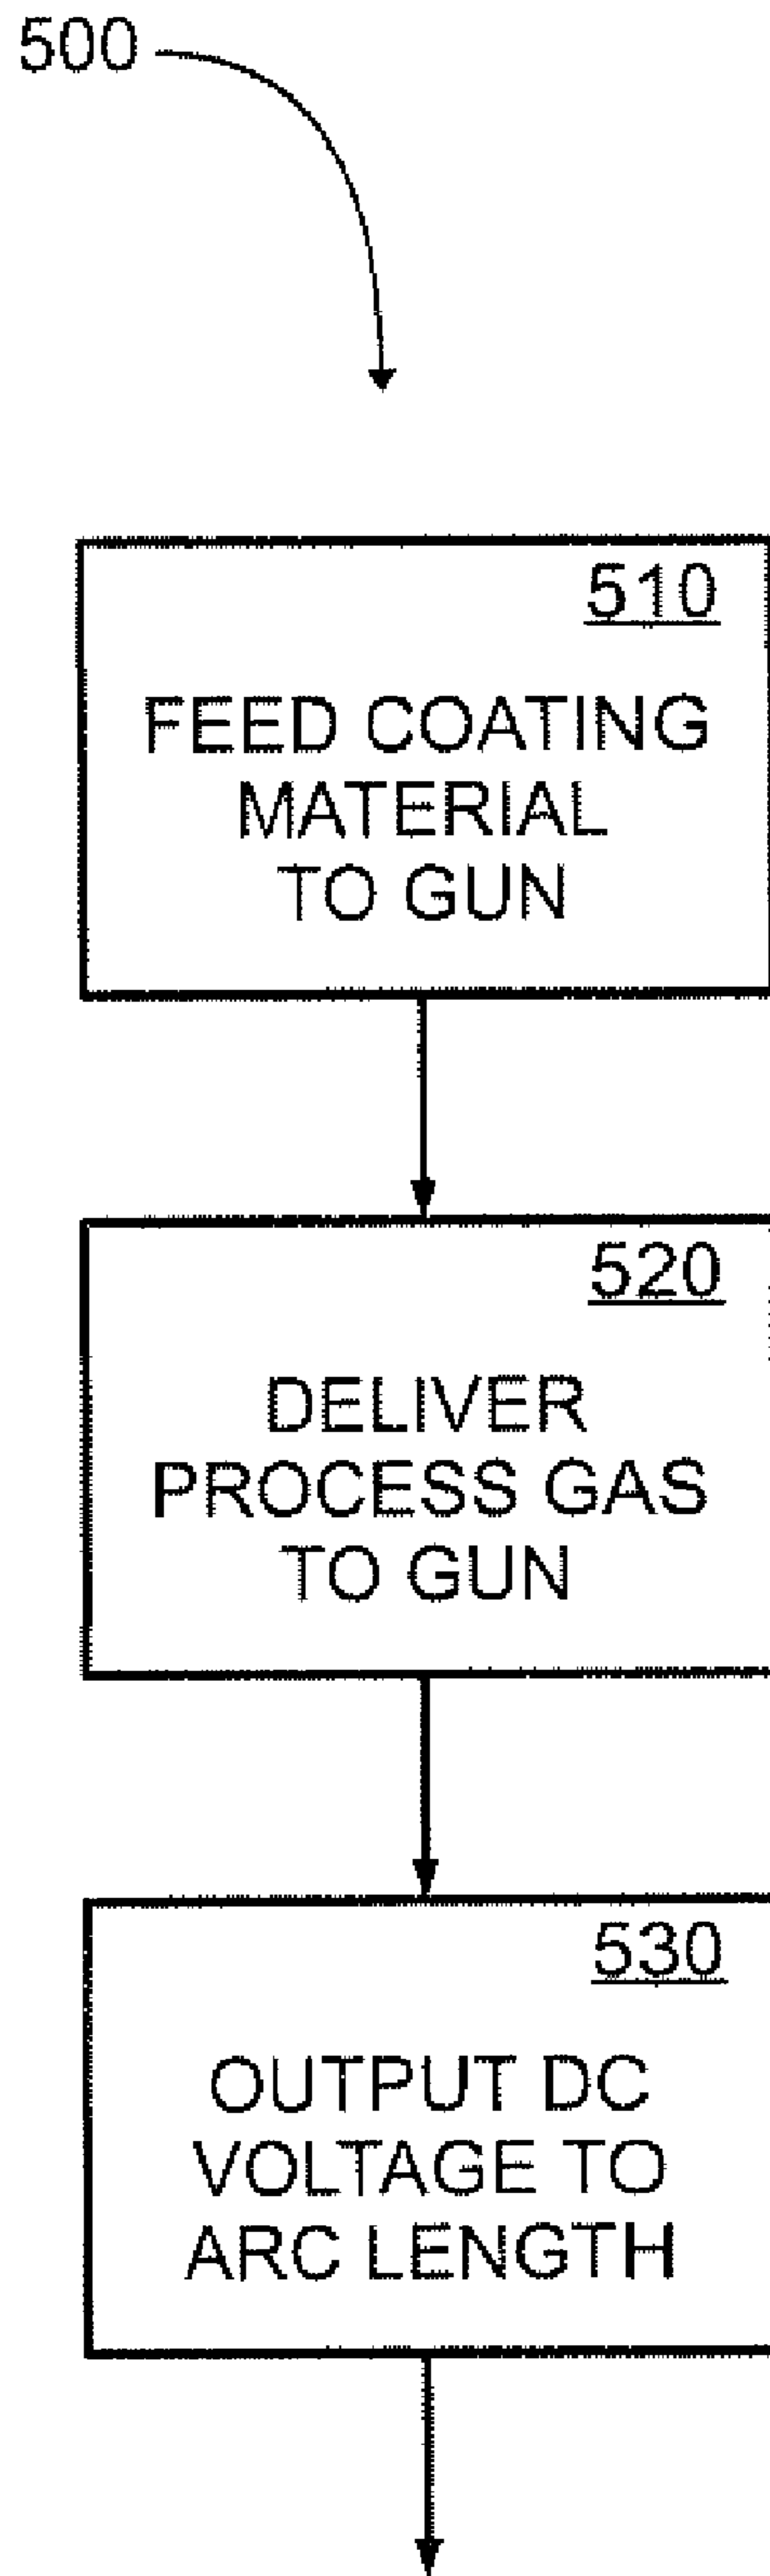 500
510
FEED COATING
MATERIAL
TO GUN
520
DELIVER
PROCESS GAS
TO GUN
530
OUTPUT DC
VOLTAGE TO
ARC LENGTH